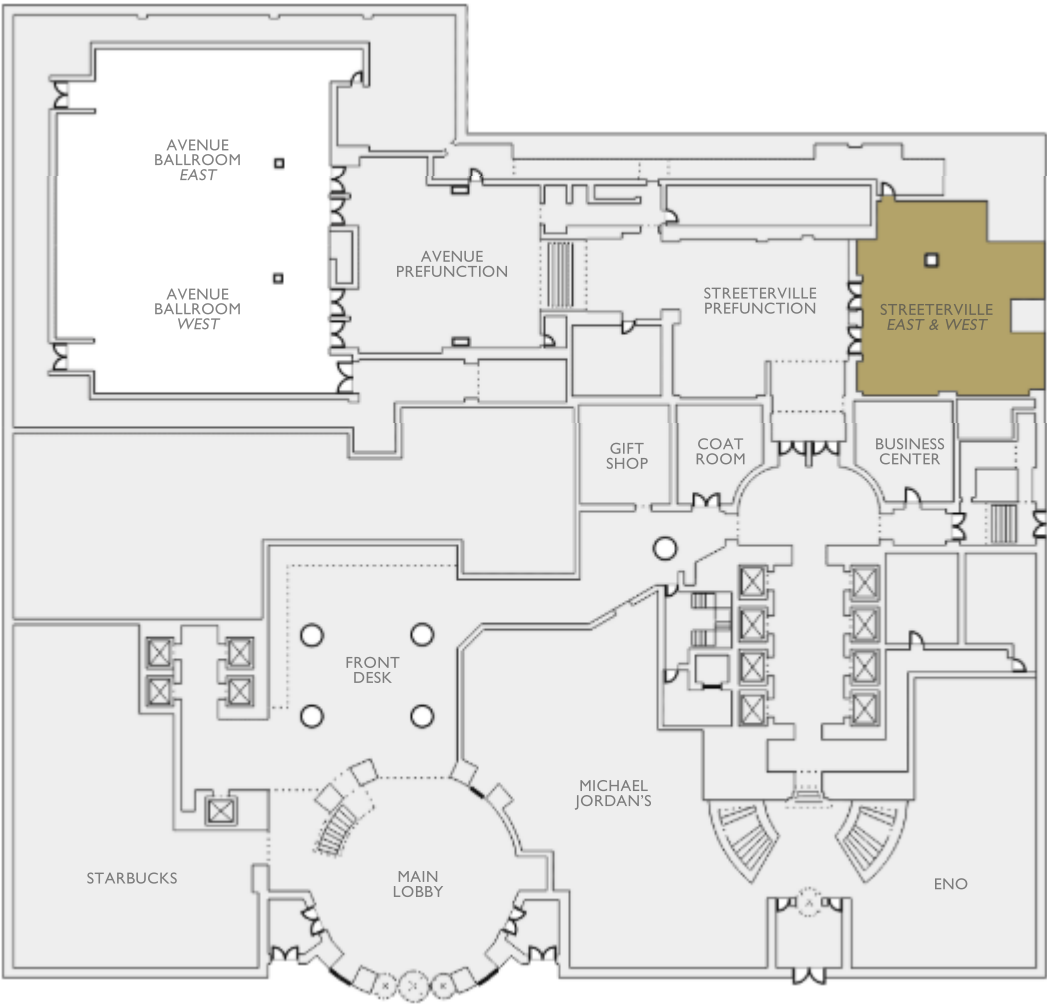 AVENUE
BALLROOM
EAST
AVENUE
BALLROOM
WEST
AVENUE
PREFUNCTION
STREETERVILLE
PREFUNCTION
STREETERVILLE
EAST & WEST
GIFT
SHOP
COAT
ROOM
BUSINESS
CENTER
FRONT
DESK
MICHAEL
JORDAN'S
STARBUCKS
MAIN
LOBBY
ENO